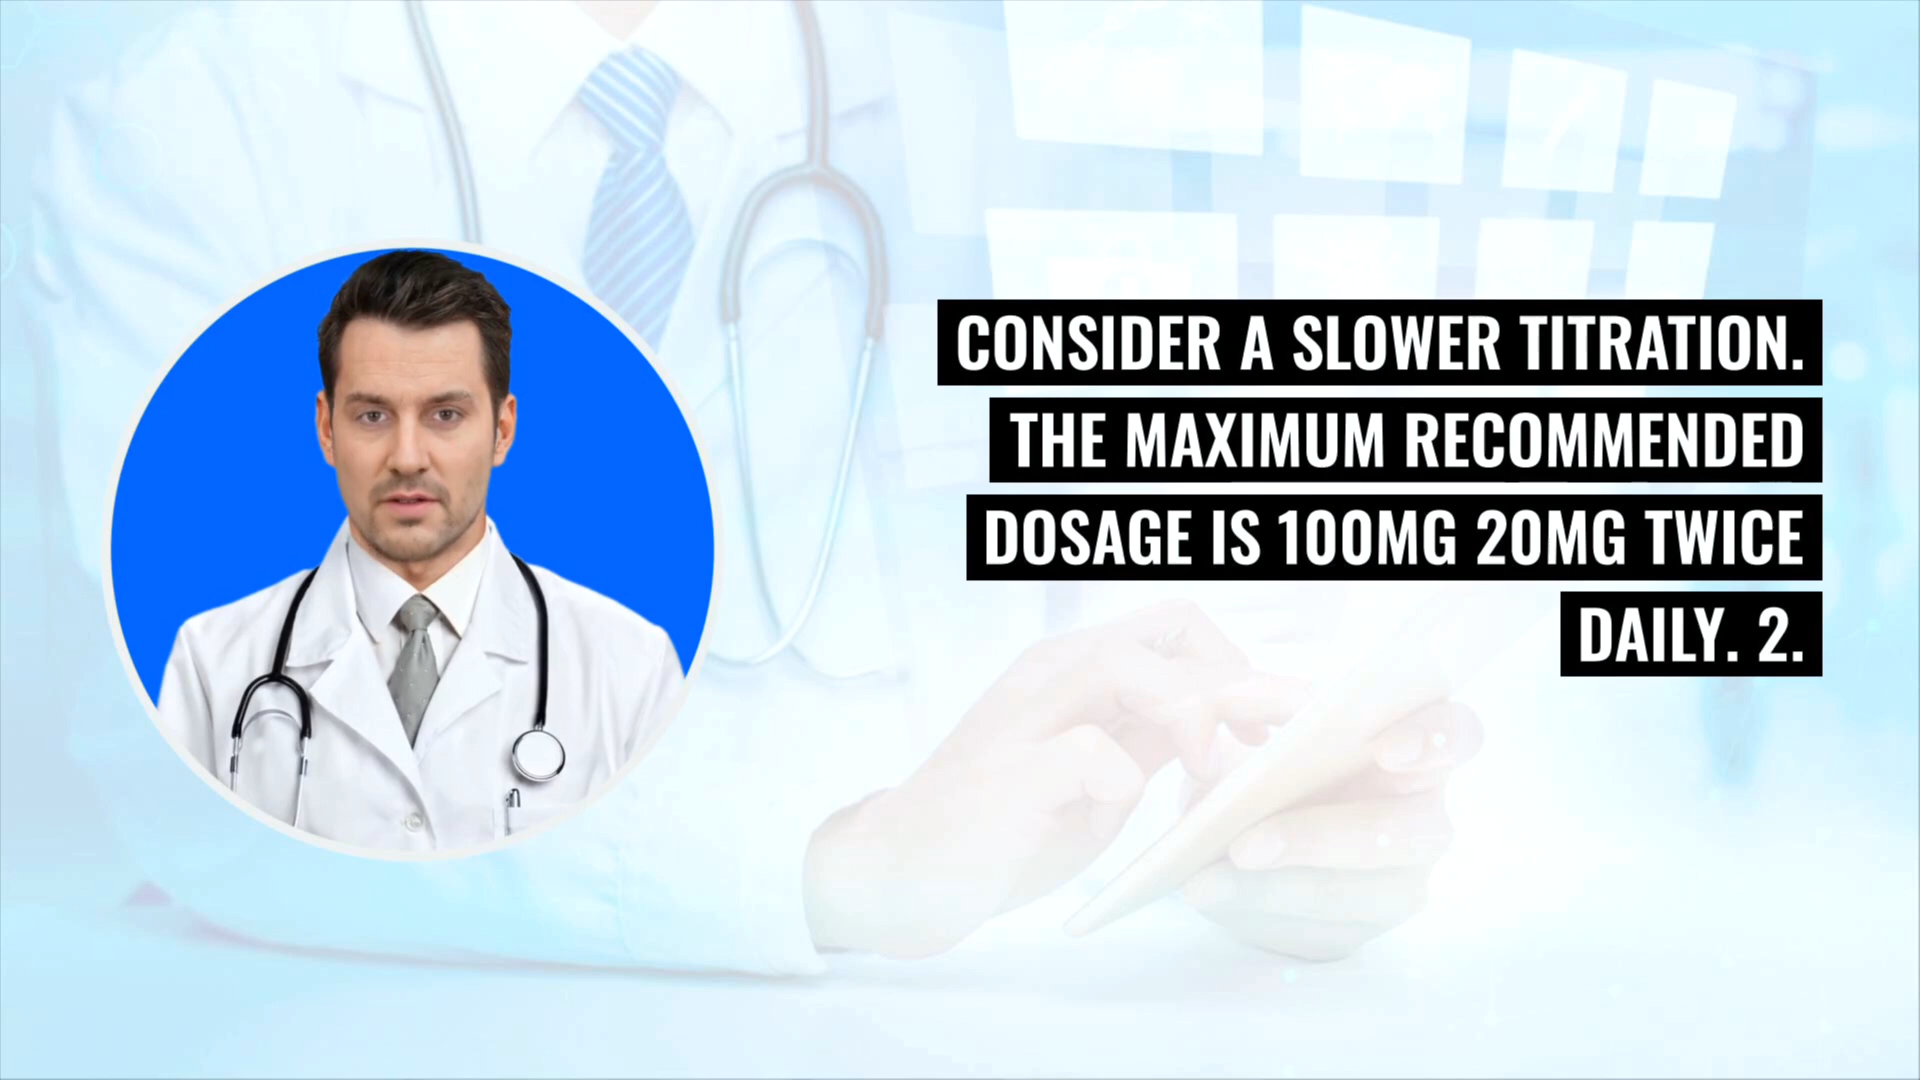 CONSIDER A SLOWER TITRATION.
THE MAXIMUM RECOMMENDED
DOSAGE IS 100MG 20MG TWICE
DAILY. 2.